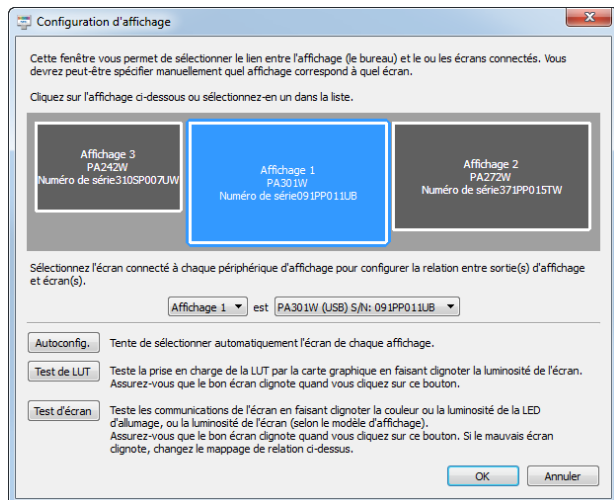 Configuration d'affichage
Cette fenêtre vous permet de sélectionner le lien entre l'affichage (le bureau) et le ou les écrans connectés. Vous
devrez peut-être spécifier manuellement quel affichage correspond à quel écran.
Cliquez sur l'affichage ci-dessous ou sélectionnez-en un dans la liste.
Affichage 3
PA242W
Numéro de série310SP007UW
Affichage 1
PA301W
Numéro de série091PP011UB
Affichage 2
PA272W
Numéro de série371PP015TW
Sélectionnez l'écran connecté à chaque périphérique d'affichage pour configurer la relation entre sortie(s) d'affichage
et écran(s).
Affichage 1 est PA301W (USB) S/N: 091PP011UB
Autoconfig. Tente de sélectionner automatiquement l'écran de chaque affichage.
Test de LUT Teste la prise en charge de la LUT par la carte graphique en faisant clignoter la luminosité de l'écran.
Assurez-vous que le bon écran clignote quand vous cliquez sur ce bouton.
Test d'écran Teste les communications de l'écran en faisant clignoter la couleur ou la luminosité de la LED
d'allumage, ou la luminosité de l'écran (selon le modèle d'affichage).
Assurez-vous que le bon écran clignote quand vous cliquez sur ce bouton. Si le mauvais écran
clignote, changez le mappage de relation ci-dessus.
OK Annuler